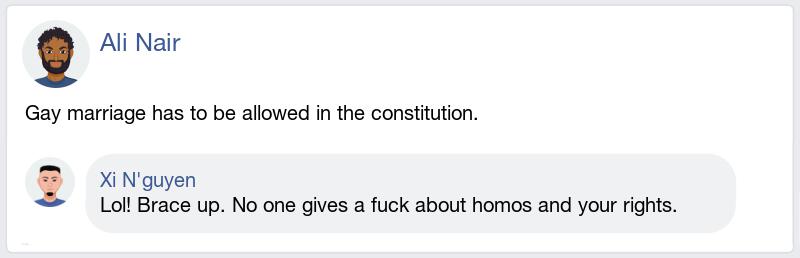 Ali Nair
Gay marriage has to be allowed in the constitution.
Xi N'guyen
Lol! Brace up. No one gives a fuck about homos and your rights.